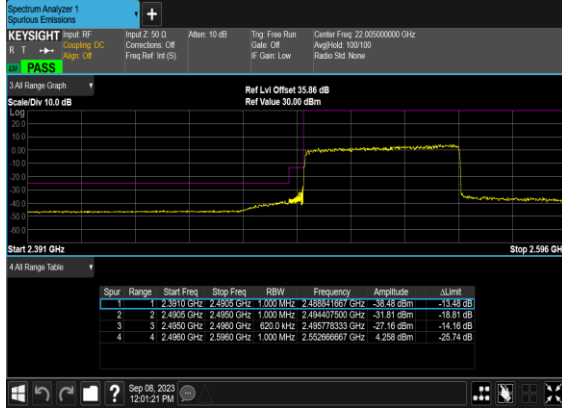 Spectrum Analyzer 1
Spurious Emissions
+
KEYSIGHT Input: RF Input Z: 50 Ω Atten: 10 dB Trig: Free Run Center Freq: 22.005000000 GHz
R T Coupling: DC Corrections: Off Gate: Off Avg|Hold: 100/100
Align: Off Freq Ref: Int (S) IF Gain: Low Radio Std: None
PASS
3 All Range Graph
Ref Lvl Offset 35.86 dB
Scale/Div 10.0 dB Ref Value 30.00 dBm
Log
20.0
10.0
0.00
-10.0
-20.0
-30.0
-40.0
-50.0
-60.0
Start 2.391 GHz Stop 2.596 GH
4 All Range Table
Spur Range Start Freq Stop Freq RBW Frequency Amplitude ΔLimit
1 1 2.3910 GHz 2.4905 GHz 1.000 MHz 2.488841667 GHz -38.48 dBm -13.48 dB
2 2 2.4905 GHz 2.4950 GHz 1.000 MHz 2.494407500 GHz -31.81 dBm -18.81 dB
3 3 2.4950 GHz 2.4960 GHz 620.0 kHz 2.495778333 GHz -27.16 dBm -14.16 dB
4 4 2.4960 GHz 2.5960 GHz 1.000 MHz 2.552666667 GHz 4.258 dBm -25.74 dB
? Sep 08, 2023
12:01:21 PM